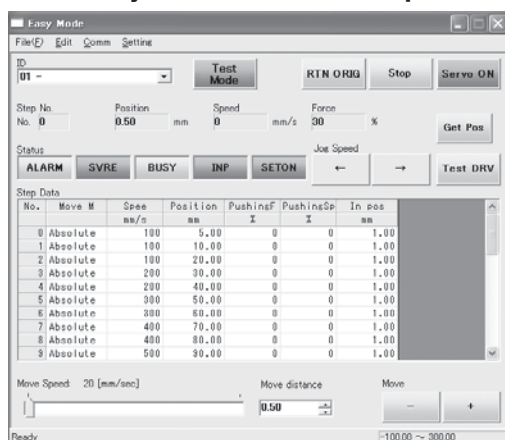 Easy Mode
File(F) Edit Comm Setting
ID
01 -
Test Mode
RTN ORIG
Stop
Servo ON
Step No. Position Speed Force
No. 0 0.50 mm 0 mm/s 30 %
Get Pos
Status
Jog Speed
ALARM SVRE BUSY INP SETON ← → Test DRV
Step Data
No. Move M Spee Position PushingF PushingSp In pos
mm/s mm % % mm
0 Absolute 100 5.00 0 0 1.00
1 Absolute 100 10.00 0 0 1.00
2 Absolute 100 20.00 0 0 1.00
3 Absolute 200 30.00 0 0 1.00
4 Absolute 200 40.00 0 0 1.00
5 Absolute 300 50.00 0 0 1.00
6 Absolute 300 60.00 0 0 1.00
7 Absolute 400 70.00 0 0 1.00
8 Absolute 400 80.00 0 0 1.00
9 Absolute 500 90.00 0 0 1.00
Move Speed 20 [mm/sec] Move distance Move
0.50 - +
Ready -100.00 ~ 300.00